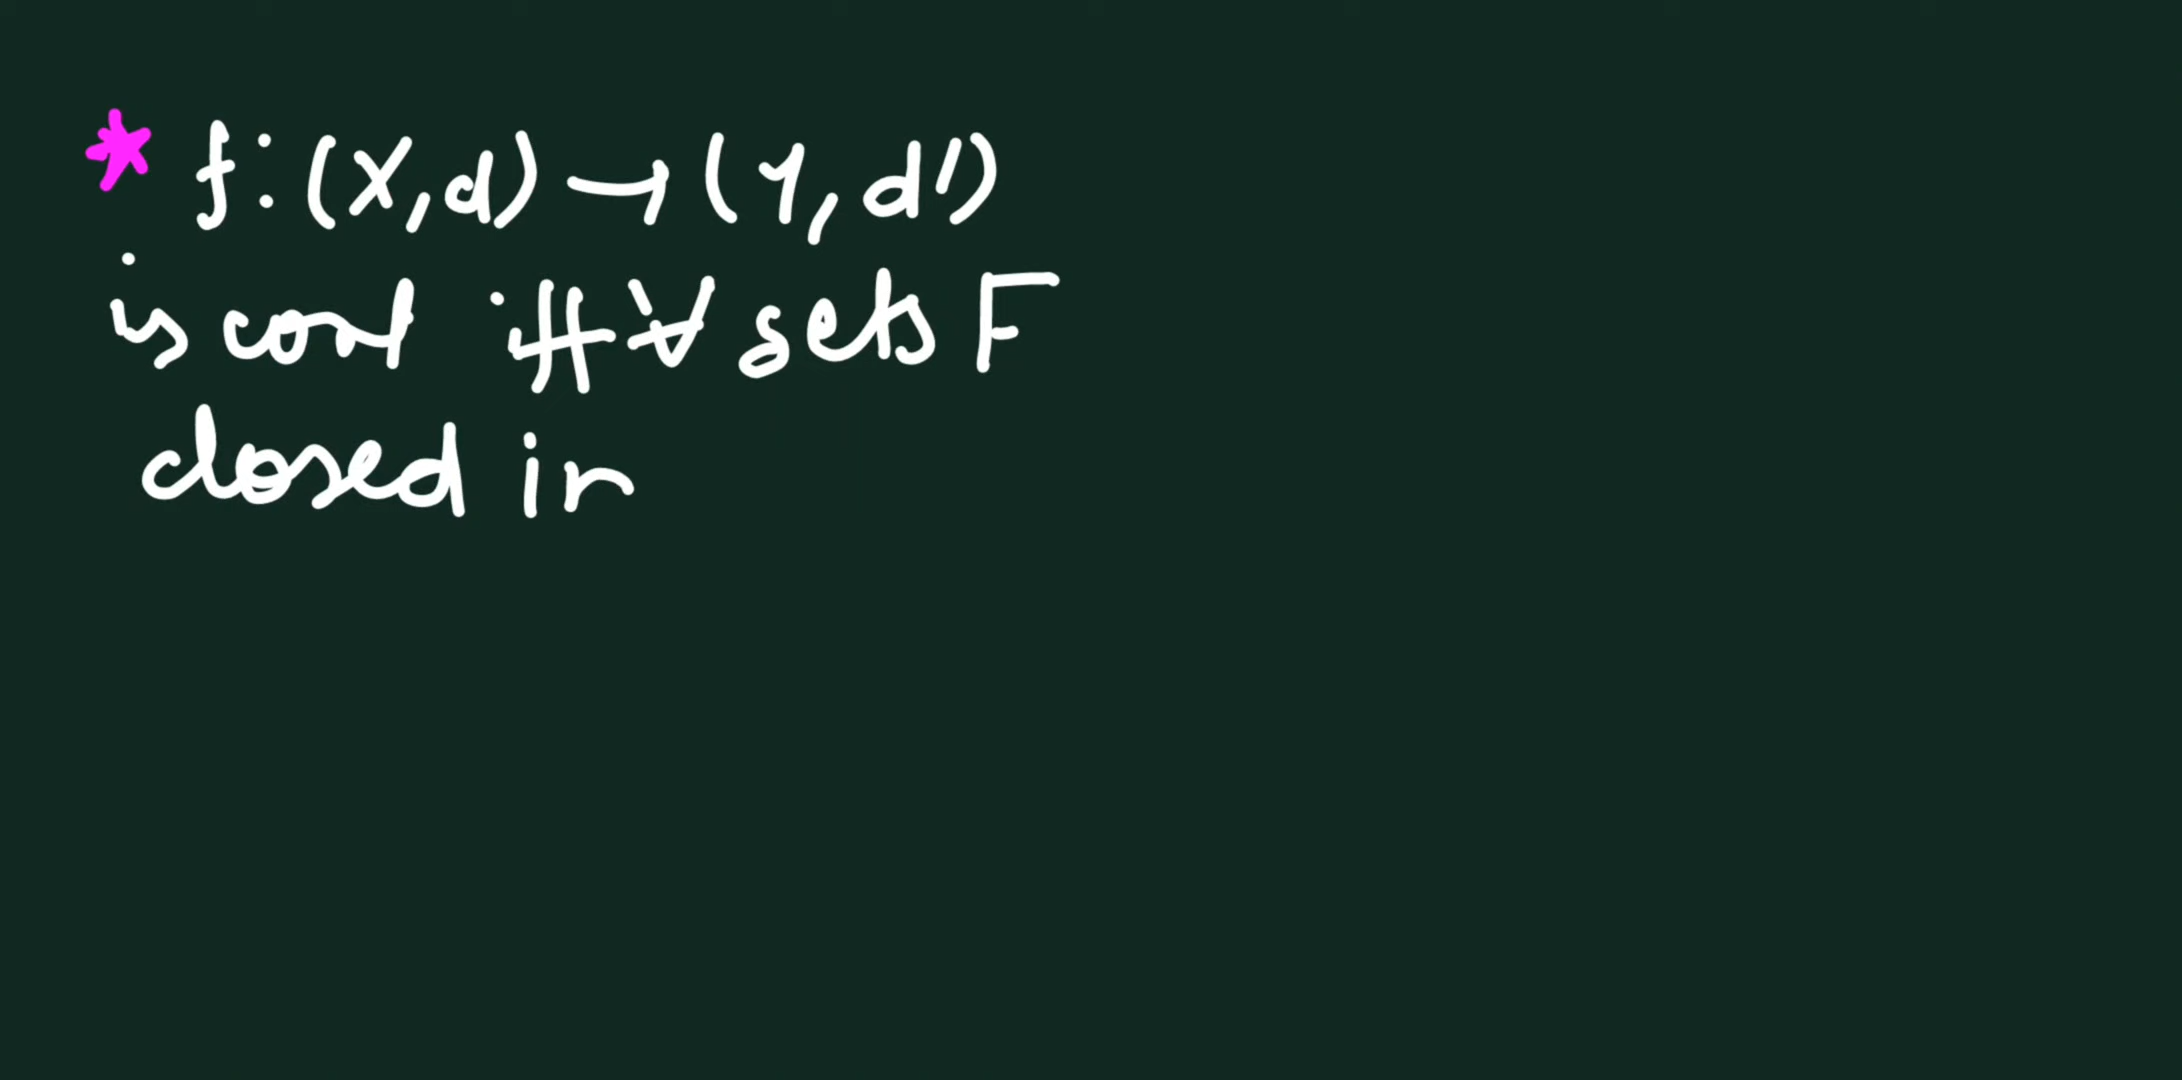 * f: (X, d) → (Y, d')
is cont iff ∀ sets F
closed in